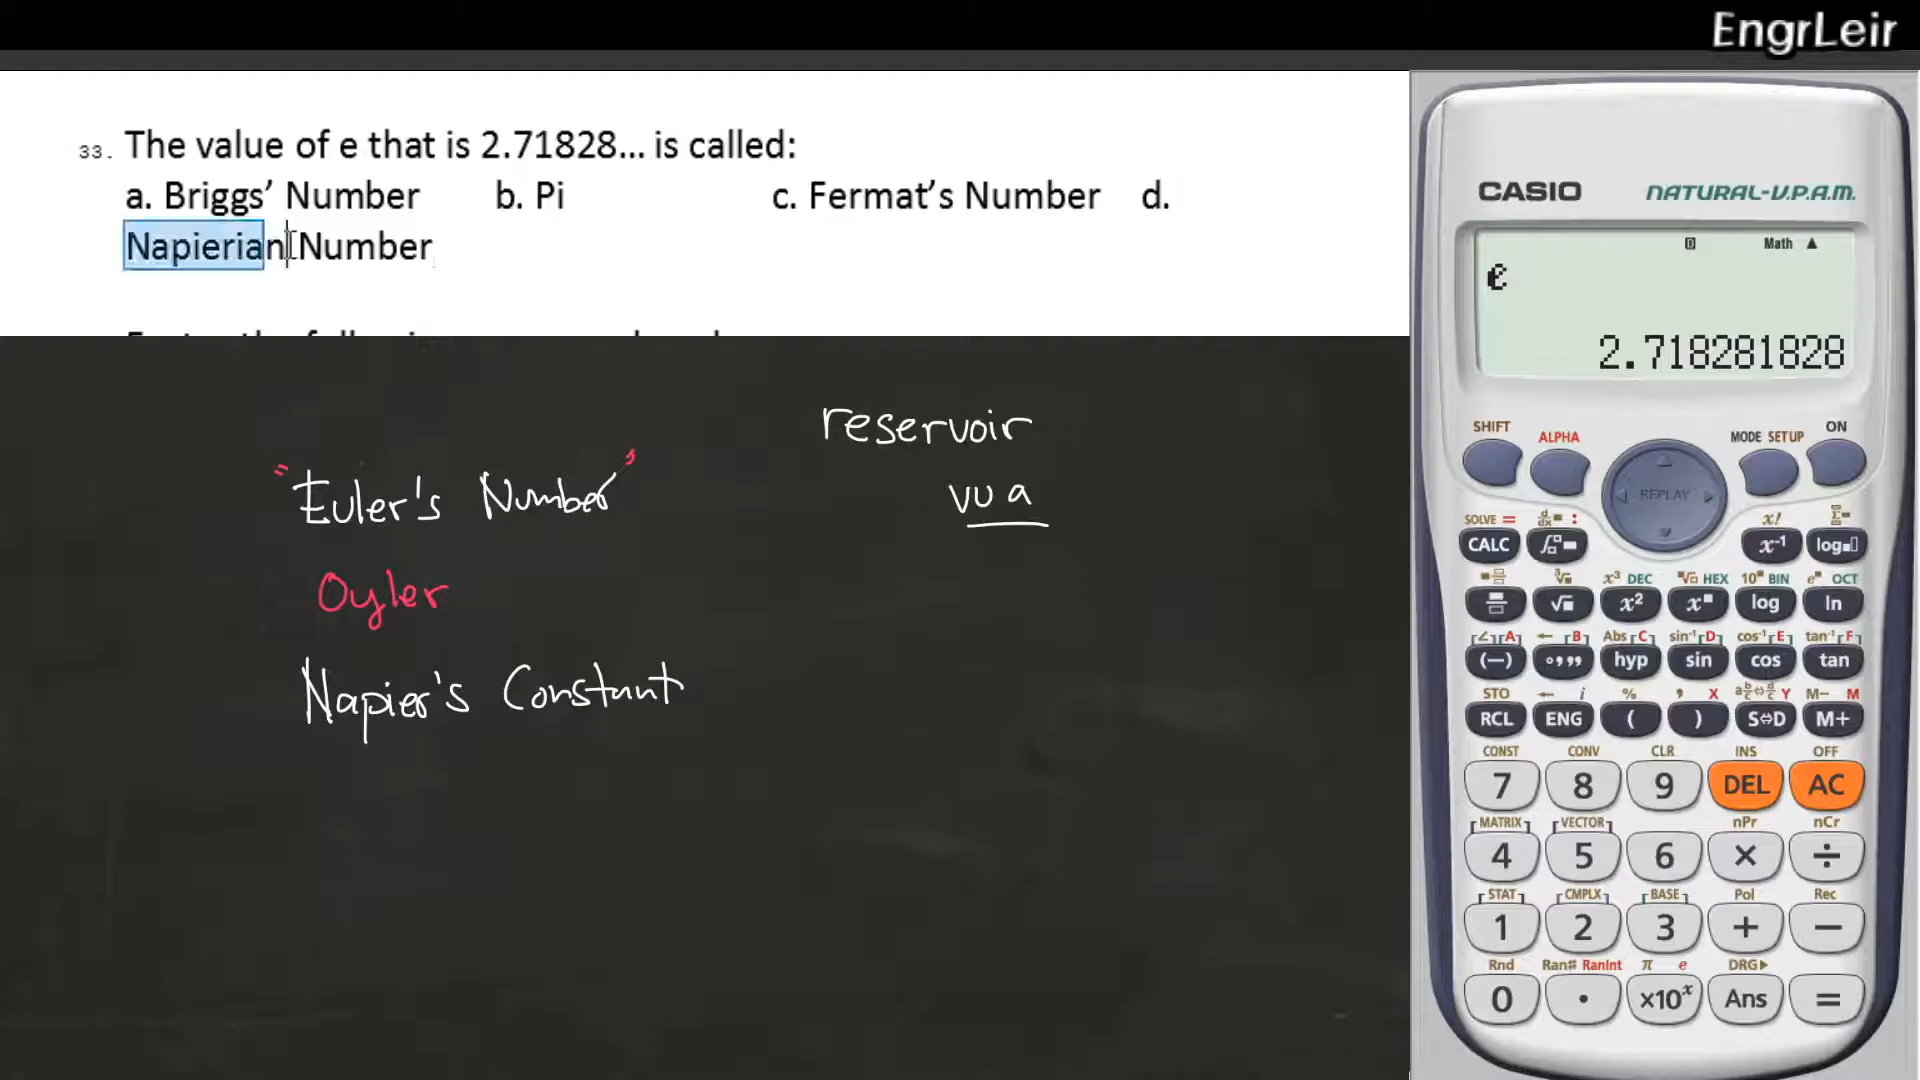 EngrLeir
33. The value of e that is 2.71828... is called:
a. Briggs’ Number b. Pi c. Fermat’s Number d.
Napierian Number
"Euler's Number"
Oyler
Napier's Constant
reservoir
vu a
CASIO NATURAL-V.P.A.M.
D Math ▲
e
2.718281828
SHIFT ALPHA MODE SETUP ON
REPLAY
SOLVE = d/dx : x! Σ
CALC ∫ x⁻¹ log
x³ DEC √ HEX 10 BIN e OCT
√ x² x log ln
∠ A ← B Abs C sin⁻¹ D cos⁻¹ E tan⁻¹ F
(−) °’’’ hyp sin cos tan
STO ← i % , X a b/c⇔d/c Y M− M
RCL ENG ( ) S⇔D M+
CONST CONV CLR INS OFF
7 8 9 DEL AC
MATRIX VECTOR nPr nCr
4 5 6 × ÷
STAT CMPLX BASE Pol Rec
1 2 3 + −
Rnd Ran# RanInt π e DRG▶
0 . ×10ˣ Ans =